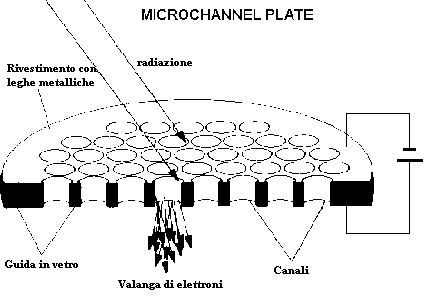 MICROCHANNEL PLATE
radiazione
Rivestimento con
leghe metalliche
Guida in vetro
Valanga di elettroni
Canali